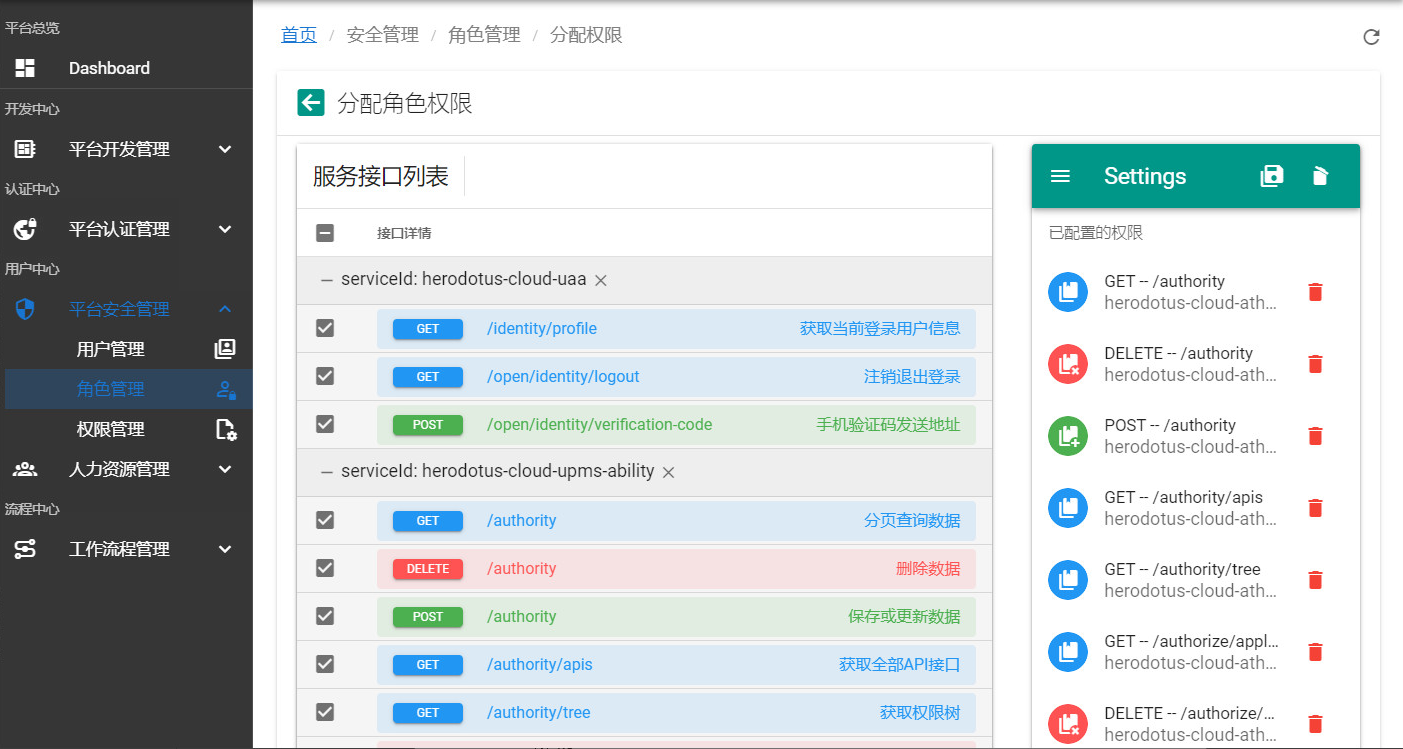 平台总览
Dashboard
开发中心
平台开发管理
认证中心
平台认证管理
用户中心
平台安全管理
用户管理
角色管理
权限管理
人力资源管理
流程中心
工作流程管理
首页 / 安全管理 / 角色管理 / 分配权限
分配角色权限
服务接口列表
接口详情
serviceId: herodotus-cloud-uaa
GET /identity/profile 获取当前登录用户信息
GET /open/identity/logout 注销退出登录
POST /open/identity/verification-code 手机验证码发送地址
serviceId: herodotus-cloud-upms-ability
GET /authority 分页查询数据
DELETE /authority 删除数据
POST /authority 保存或更新数据
GET /authority/apis 获取全部API接口
GET /authority/tree 获取权限树
Settings
已配置的权限
GET -- /authority
herodotus-cloud-ath...
DELETE -- /authority
herodotus-cloud-ath...
POST -- /authority
herodotus-cloud-ath...
GET -- /authority/apis
herodotus-cloud-ath...
GET -- /authority/tree
herodotus-cloud-ath...
GET -- /authorize/appl...
herodotus-cloud-ath...
DELETE -- /authorize/...
herodotus-cloud-ath...